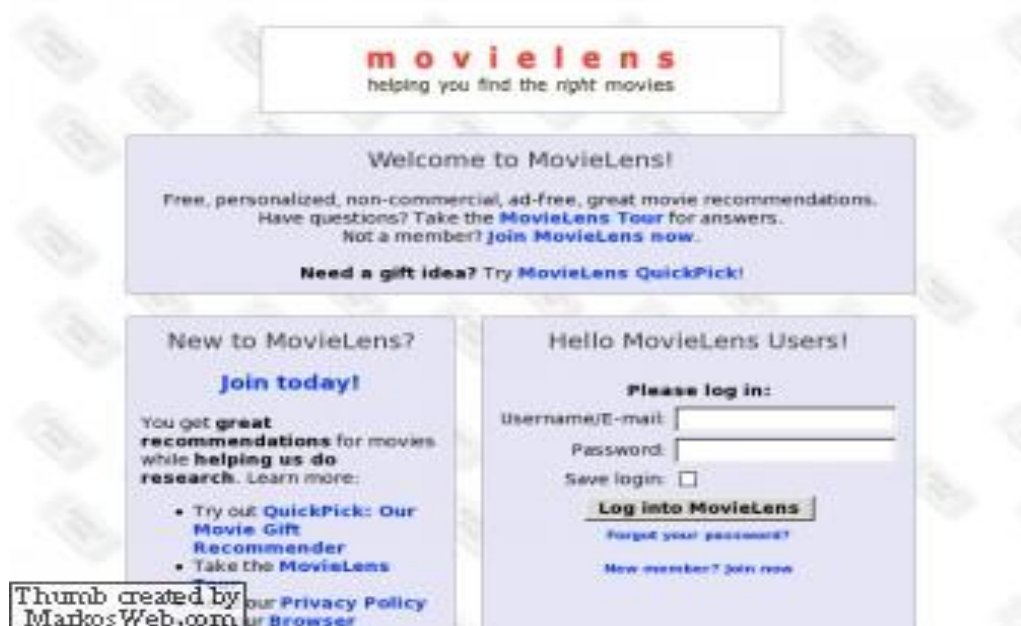 movielens
helping you find the right movies
Welcome to MovieLens!
Free, personalized, non-commercial, ad-free, great movie recommendations.
Have questions? Take the MovieLens Tour for answers.
Not a member? Join MovieLens now.
Need a gift idea? Try MovieLens QuickPick!
New to MovieLens?
Join today!
You get great
recommendations for movies
while helping us do
research. Learn more:
• Try out QuickPick: Our
Movie Gift
Recommender
• Take the MovieLens
our Privacy Policy
ur Browser
Hello MovieLens Users!
Please log in:
Username/E-mail:
Password:
Save login:
Log into MovieLens
Forgot your password?
New member? Join now
Thumb created by
MarkosWeb.com